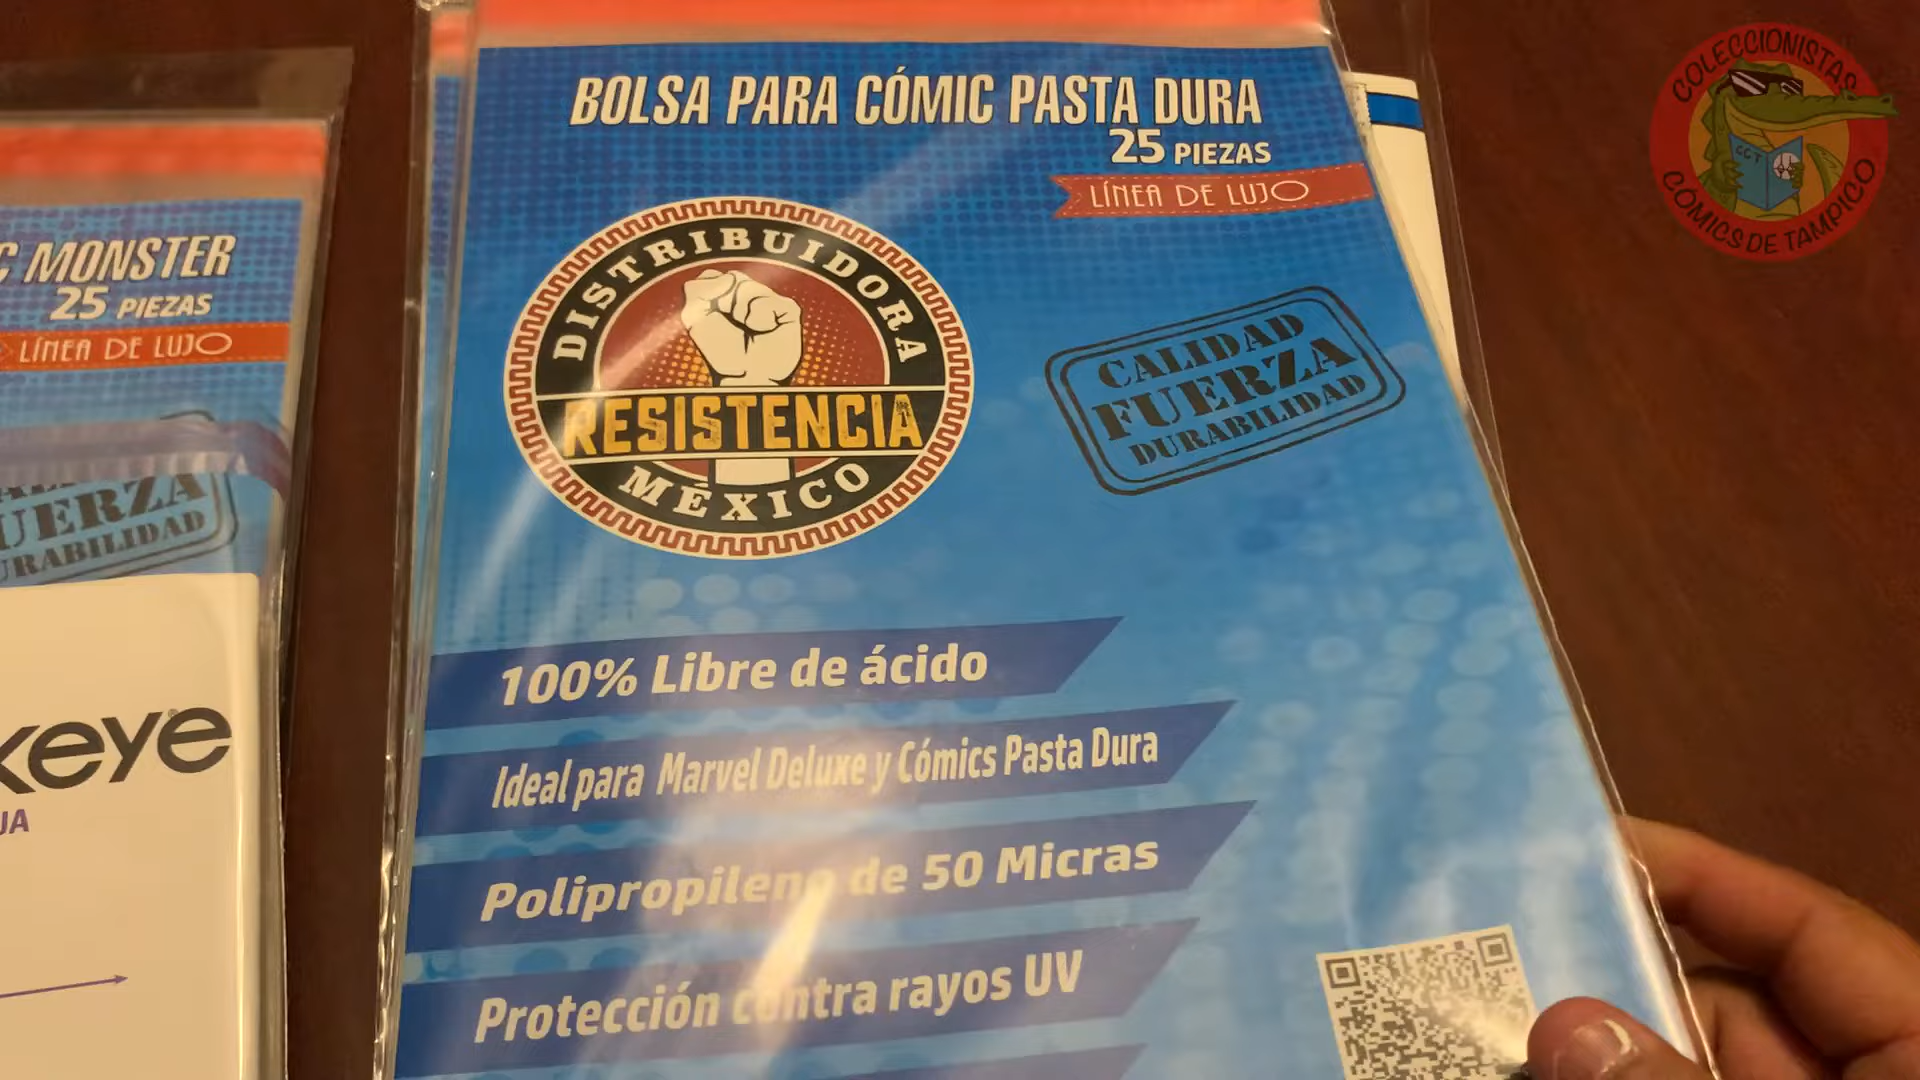 BOLSA PARA CÓMIC PASTA DURA
25 PIEZAS
LÍNEA DE LUJO
DISTRIBUIDORA
RESISTENCIA
MÉXICO
CALIDAD
FUERZA
DURABILIDAD
100% Libre de ácido
Ideal para Marvel Deluxe y Cómics Pasta Dura
Polipropileno de 50 Micras
Protección contra rayos UV
C MONSTER
25 PIEZAS
LÍNEA DE LUJO
UERZA
URABILIDAD
keye
UA
COLECCIONISTAS
CCT
CÓMICS DE TAMPICO